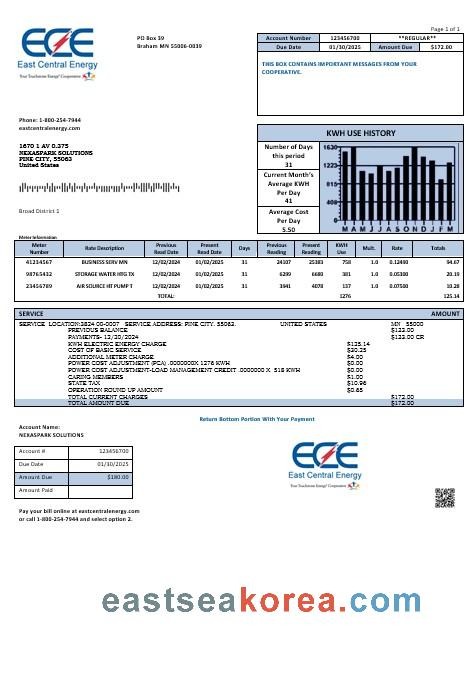 Page 1 of 1
ECE
East Central Energy
Your Touchstone Energy® Cooperative
PO Box 39
Braham MN 55006-0039
Account Number 123456700 **REGULAR**
Due Date 01/30/2025 Amount Due $172.00
THIS BOX CONTAINS IMPORTANT MESSAGES FROM YOUR
COOPERATIVE.
Phone: 1-800-254-7944
eastcentralenergy.com
1670 1 AV 0.375
NEXASPARK SOLUTIONS
PINE CITY, 55063
United States
Broad District 1
KWH USE HISTORY
Number of Days
this period
31
Current Month's
Average KWH
Per Day
41
Average Cost
Per Day
5.50
1630
1223
815
408
0
M A M J J A S O N D J F M
Meter Information
Meter Number Rate Description Previous Read Date Present Read Date Days Previous Reading Present Reading KWH Use Mult. Rate Totals
41234567 BUSINESS SERV MN 12/02/2024 01/02/2025 31 24107 25383 758 1.0 0.12490 94.67
98765432 STORAGE WATER HTG TX 12/02/2024 01/02/2025 31 6299 6680 381 1.0 0.05300 20.19
23456789 AIR SOURCE HT PUMP T 12/02/2024 01/02/2025 31 3941 4078 137 1.0 0.07500 10.28
TOTAL: 1276 125.14
SERVICE AMOUNT
SERVICE LOCATION:3824 00-0007 SERVICE ADDRESS: PINE CITY, 55063. UNITED STATES MN 55000
PREVIOUS BALANCE $123.00
PAYMENTS- 12/20/2024 $123.00 CR
KWH ELECTRIC ENERGY CHARGE $125.14
COST OF BASIC SERVICE $30.25
ADDITIONAL METER CHARGE $4.00
POWER COST ADJUSTMENT (PCA) .0000000X 1276 KWH $0.00
POWER COST ADJUSTMENT-LOAD MANAGEMENT CREDIT .0000000 X 518 KWH $0.00
CARING MEMBERS $1.00
STATE TAX $10.96
OPERATION ROUND UP AMOUNT $0.65
TOTAL CURRENT CHARGES $172.00
TOTAL AMOUNT DUE $172.00
Return Bottom Portion With Your Payment
Account Name:
NEXASPARK SOLUTIONS
Account # 123456700
Due Date 01/30/2025
Amount Due $180.00
Amount Paid
ECE
East Central Energy
Your Touchstone Energy® Cooperative
Pay your bill online at eastcentralenergy.com
or call 1-800-254-7944 and select option 2.
eastseakorea.com